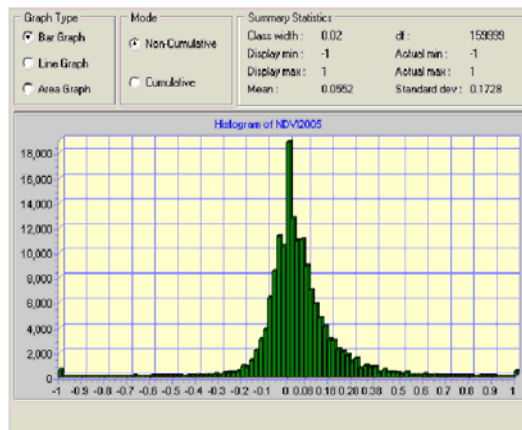 Graph Type
Bar Graph
Line Graph
Area Graph
Mode
Non-Cumulative
Cumulative
Summary Statistics
Class width : 0.02 df : 159999
Display min : -1 Actual min : -1
Display max : 1 Actual max : 1
Mean : 0.0552 Standard dev : 0.1728
Histogram of NDVI2005
18,000
16,000
14,000
12,000
10,000
8,000
6,000
4,000
2,000
0
-1 -0.9 -0.8 -0.7 -0.6 -0.5 -0.4 -0.3 -0.2 -0.1 0 0.08 0.18 0.28 0.38 0.5 0.6 0.7 0.8 0.9 1